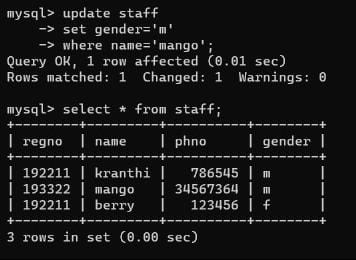 mysql> update staff
    -> set gender='m'
    -> where name='mango';
Query OK, 1 row affected (0.01 sec)
Rows matched: 1  Changed: 1  Warnings: 0

mysql> select * from staff;
+--------+---------+----------+--------+
| regno  | name    | phno     | gender |
+--------+---------+----------+--------+
| 192211 | kranthi |   786545 | m      |
| 193322 | mango   | 34567364 | m      |
| 192211 | berry   |   123456 | f      |
+--------+---------+----------+--------+
3 rows in set (0.00 sec)